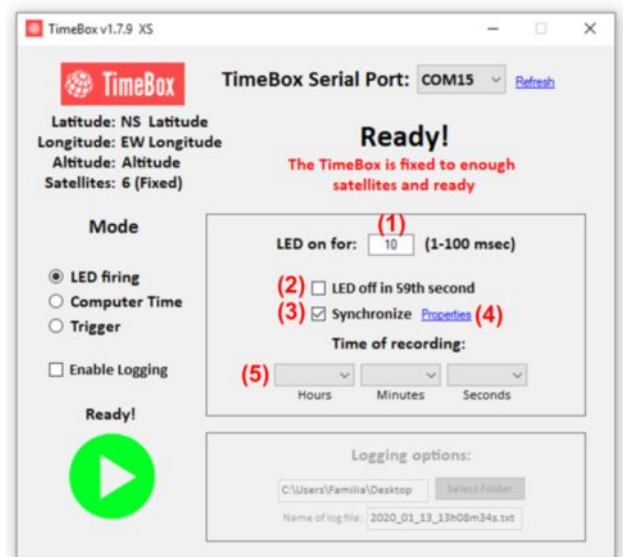 TimeBox v1.7.9 XS
TimeBox
TimeBox Serial Port: COM15 Refresh
Latitude: NS Latitude
Longitude: EW Longitude
Altitude: Altitude
Satellites: 6 (Fixed)
Ready!
The TimeBox is fixed to enough
satellites and ready
Mode
LED firing
Computer Time
Trigger
Enable Logging
Ready!
(1)
LED on for: 10 (1-100 msec)
(2) LED off in 59th second
(3) Synchronize Properties (4)
Time of recording:
(5)
Hours Minutes Seconds
Logging options:
C:\Users\Familia\Desktop Select Folder
Name of log file: 2020_01_13_13h08m34s.txt